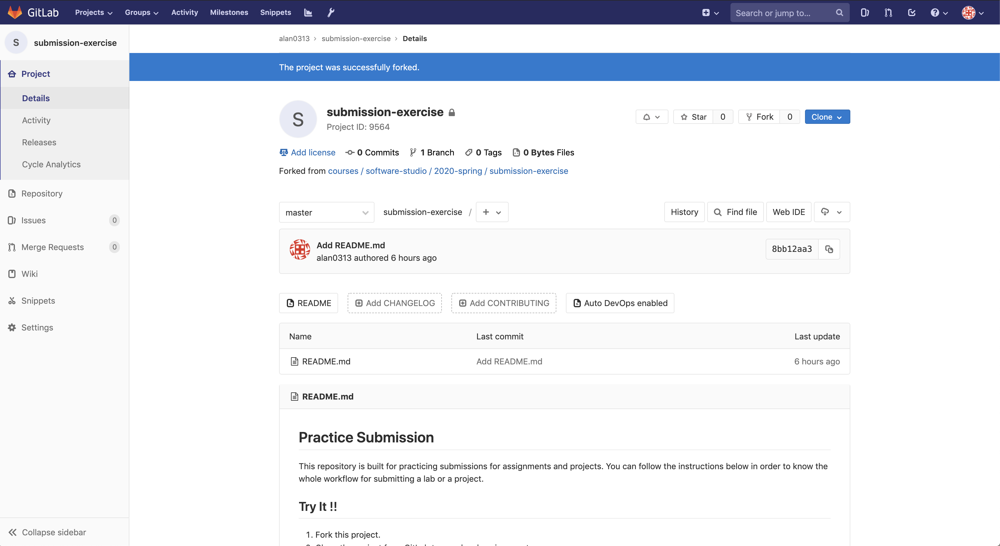 GitLab Projects Groups Activity Milestones Snippets Search or jump to...
S submission-exercise
alan0313 › submission-exercise › Details
The project was successfully forked.
Project
Details
Activity
Releases
Cycle Analytics
Repository
Issues 0
Merge Requests 0
Wiki
Snippets
Settings
Collapse sidebar
S
submission-exercise
Project ID: 9564
Star 0 Fork 0 Clone
Add license 0 Commits 1 Branch 0 Tags 0 Bytes Files
Forked from courses / software-studio / 2020-spring / submission-exercise
master submission-exercise / + History Find file Web IDE
Add README.md
alan0313 authored 6 hours ago
8bb12aa3
README Add CHANGELOG Add CONTRIBUTING Auto DevOps enabled
Name Last commit Last update
README.md Add README.md 6 hours ago
README.md
Practice Submission
This repository is built for practicing submissions for assignments and projects. You can follow the instructions below in order to know the
whole workflow for submitting a lab or a project.
Try It !!
1. Fork this project.